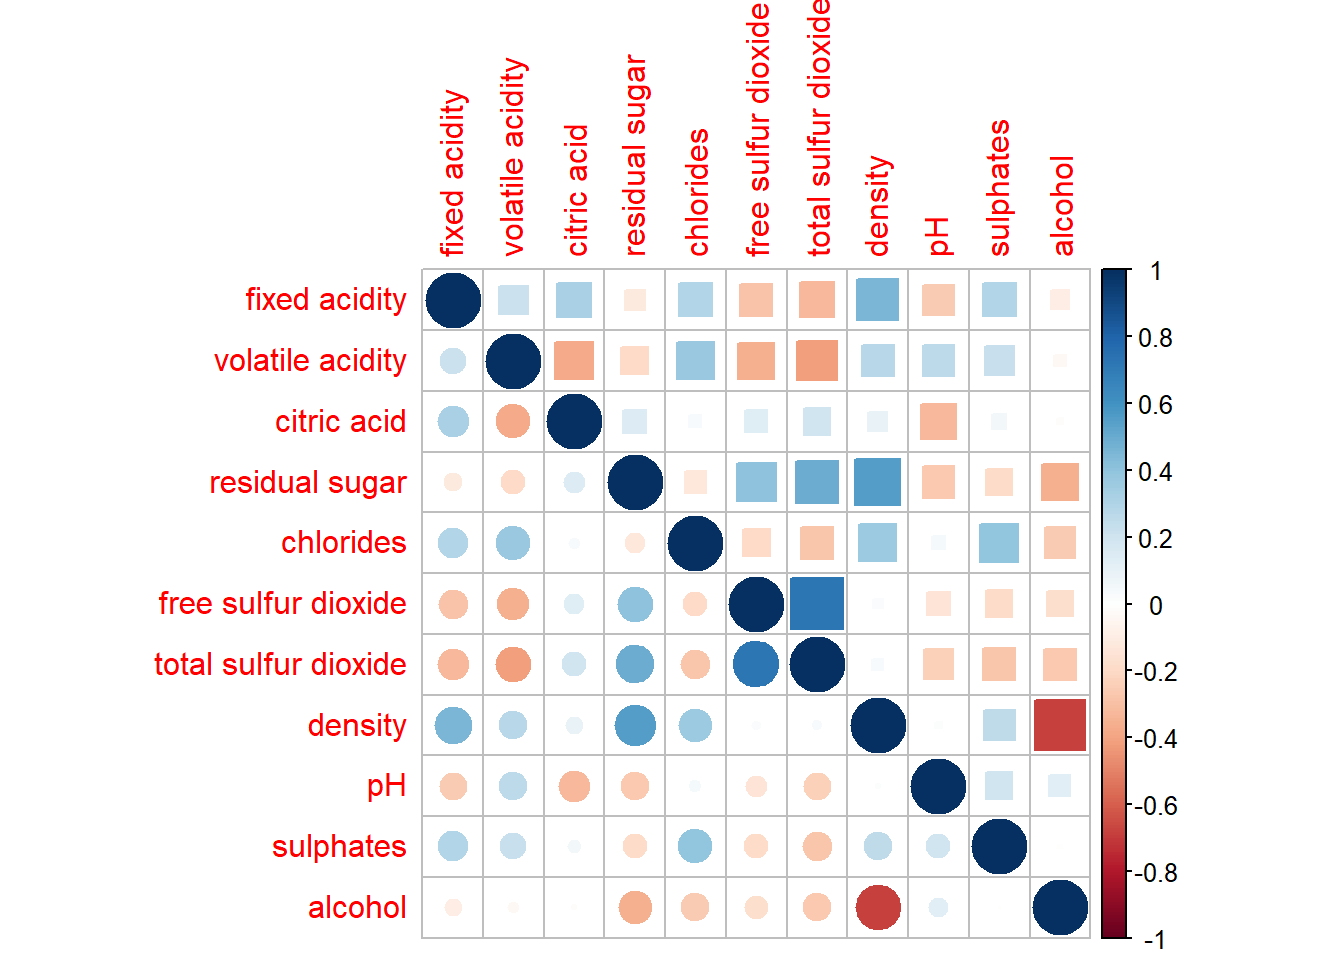 fixed acidity
volatile acidity
citric acid
residual sugar
chlorides
free sulfur dioxide
total sulfur dioxide
density
pH
sulphates
alcohol
fixed acidity
volatile acidity
citric acid
residual sugar
chlorides
free sulfur dioxide
total sulfur dioxide
density
pH
sulphates
alcohol
1
0.8
0.6
0.4
0.2
0
-0.2
-0.4
-0.6
-0.8
-1